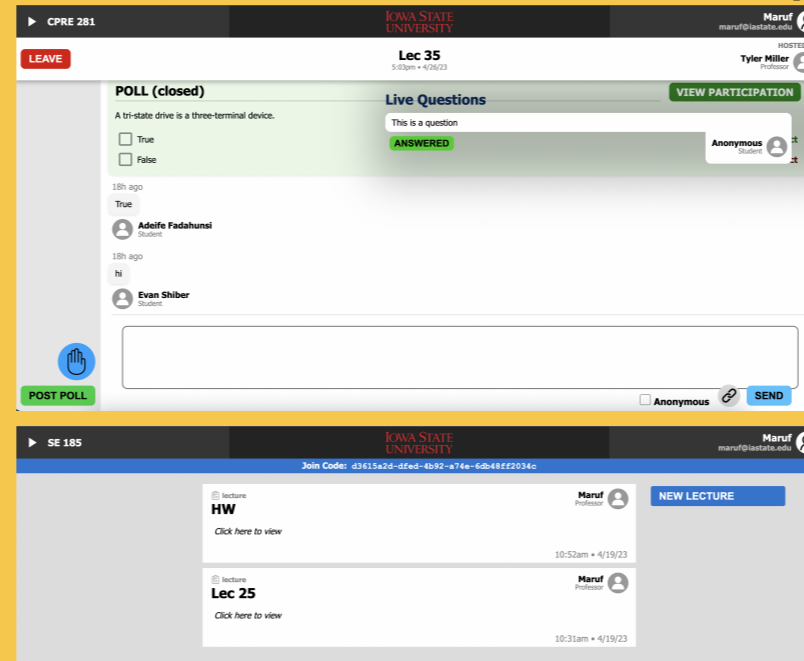 CPRE 281
IOWA STATE
UNIVERSITY
Maruf
maruf@iastate.edu
LEAVE
Lec 35
5:03pm • 4/26/23
HOSTE
Tyler Miller
Professor
POLL (closed)
Live Questions
VIEW PARTICIPATION
A tri-state drive is a three-terminal device.
This is a question
True
ANSWERED
Anonymous
Student
ct
False
ct
18h ago
True
Adeife Fadahunsi
Student
18h ago
hi
Evan Shiber
Student
POST POLL
Anonymous
SEND
SE 185
IOWA STATE
UNIVERSITY
Maruf
maruf@iastate.edu
Join Code: d3615a2d-dfed-4b92-a74e-6db48ff2034c
lecture
HW
Click here to view
Maruf
Professor
10:52am • 4/19/23
NEW LECTURE
lecture
Lec 25
Click here to view
Maruf
Professor
10:31am • 4/19/23